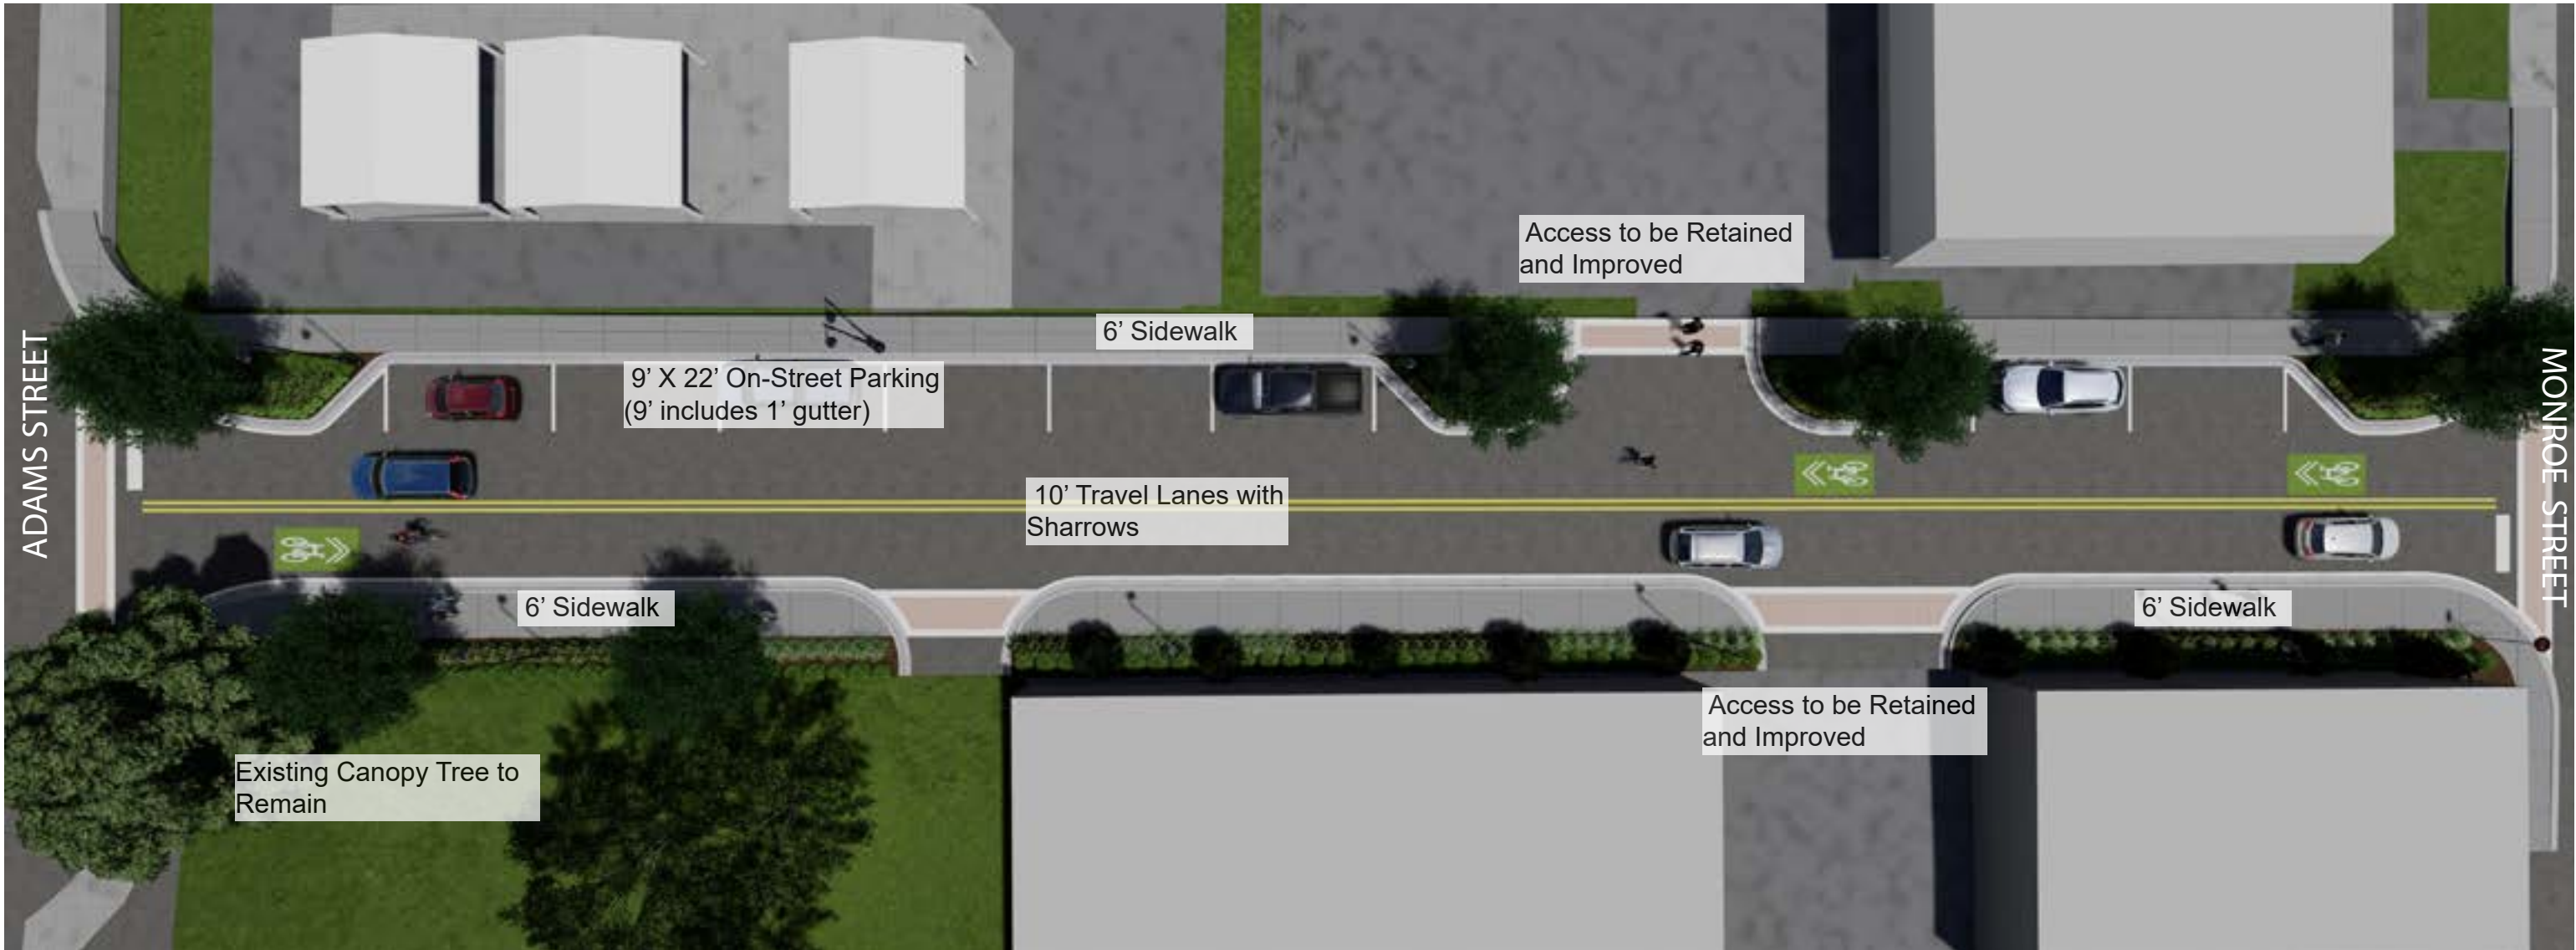 Access to be Retained
and Improved
6’ Sidewalk
9’ X 22’ On-Street Parking
(9’ includes 1’ gutter)
ADAMS STREET
MONROE STREET
10’ Travel Lanes with
Sharrows
6’ Sidewalk
6’ Sidewalk
Access to be Retained
and Improved
Existing Canopy Tree to
Remain